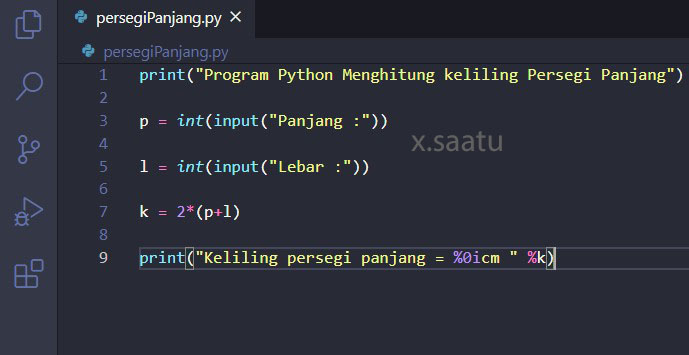 persegiPanjang.py ×
persegiPanjang.py
1 print("Program Python Menghitung keliling Persegi Panjang")
2
3 p = int(input("Panjang :"))
4
5 l = int(input("Lebar :"))
6
7 k = 2*(p+l)
8
9 print("Keliling persegi panjang = %0icm " %k)
x.saatu